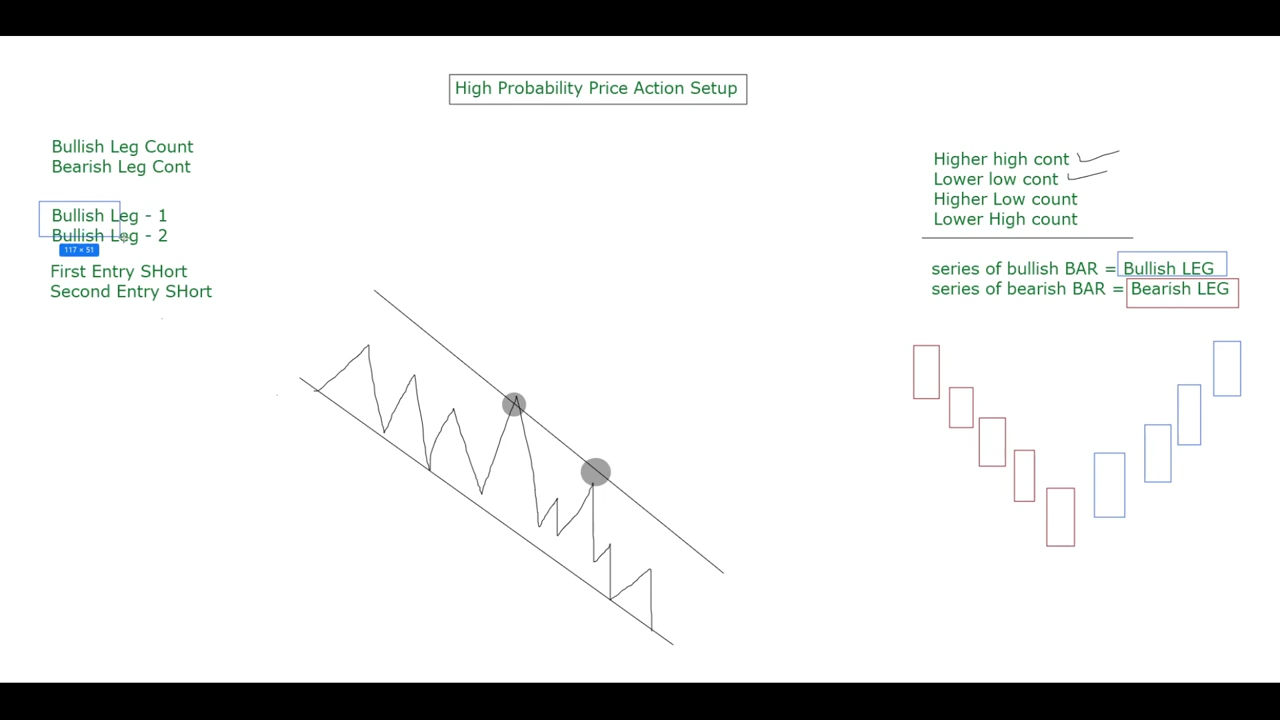 High Probability Price Action Setup
Bullish Leg Count
Bearish Leg Cont
Bullish Leg - 1
Bullish Leg - 2
117 × 51
First Entry SHort
Second Entry SHort
Higher high cont
Lower low cont
Higher Low count
Lower High count
series of bullish BAR = Bullish LEG
series of bearish BAR = Bearish LEG